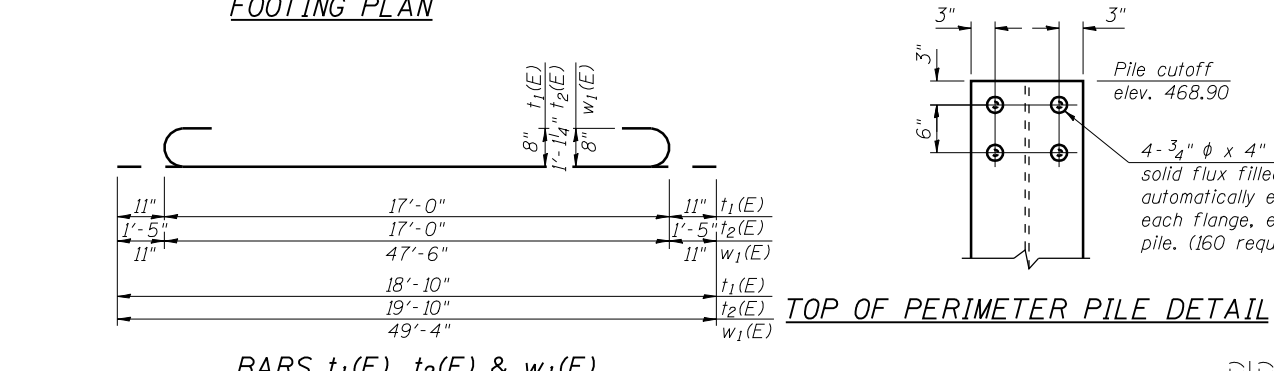 FOOTING PLAN
8" t₁(E)
1'-1¼" t₂(E)
8" w₁(E)
11" 17'-0" 11" t₁(E)
1'-5" 17'-0" 1'-5" t₂(E)
11" 47'-6" 11" w₁(E)
18'-10" t₁(E)
19'-10" t₂(E)
49'-4" w₁(E)
BARS t₁(E), t₂(E) & w₁(E)
3" 3"
3"
6"
Pile cutoff
elev. 468.90
4-¾" ϕ x 4"
solid flux filled
automatically
each flange,
pile. (160
TOP OF PERIMETER PILE DETAIL